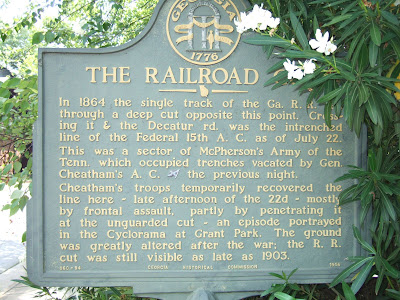 GEORGIA
1776
THE RAILROAD
In 1864 the single track of the Ga. R. R.
through a deep cut opposite this point. Cross-
ing it & the Decatur rd. was the intrenched
line of the Federal 15th A. C. as of July 22.
This was a sector of McPherson's Army of the
Tenn. which occupied trenches vacated by Gen.
Cheatham's A. C. the previous night.
Cheatham's troops temporarily recovered the
line here - late afternoon of the 22d - mostly
by frontal assault, partly by penetrating it
at the unguarded cut - an episode portrayed
in the Cyclorama at Grant Park. The ground
was greatly altered after the war; the R. R.
cut was still visible as late as 1903.
GEORGIA HISTORICAL COMMISSION